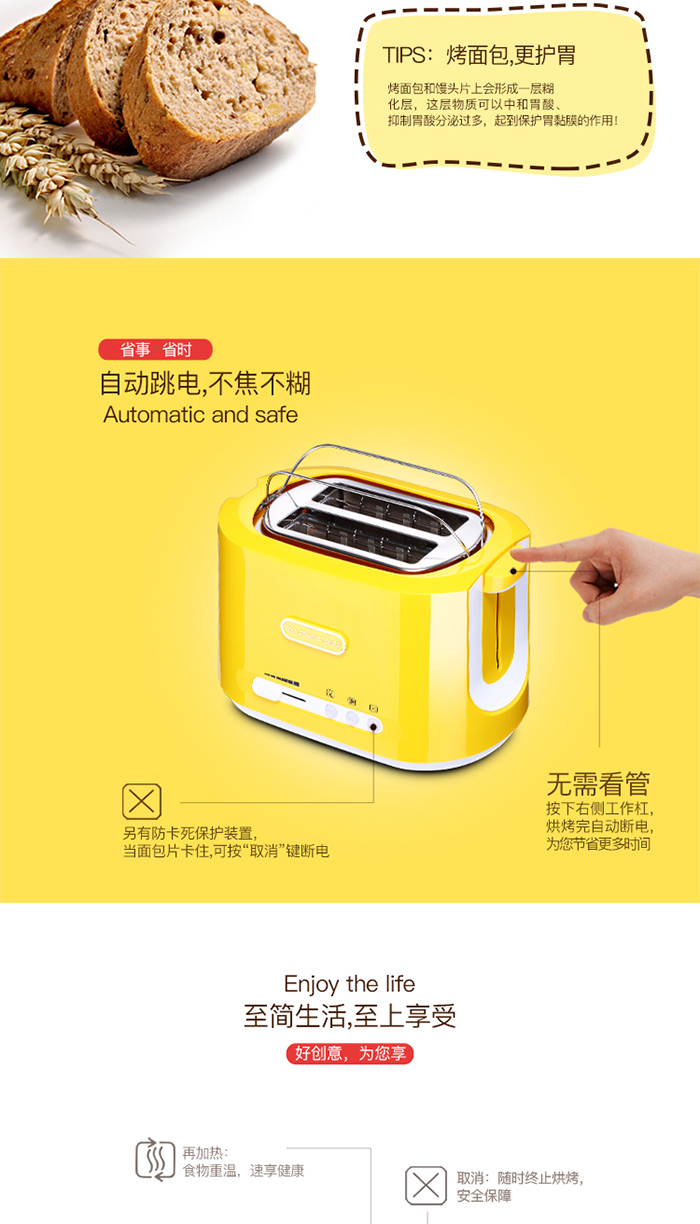 TIPS：烤面包,更护胃
烤面包和馒头片上会形成一层糊
化层，这层物质可以中和胃酸、
抑制胃酸分泌过多，起到保护胃黏膜的作用！
省事 省时
自动跳电,不焦不糊
Automatic and safe
无需看管
按下右侧工作杠，
烘烤完自动断电，
为您节省更多时间
另有防卡死保护装置，
当面包片卡住,可按“取消”键断电
Enjoy the life
至简生活,至上享受
好创意，为您享
再加热：
食物重温，速享健康
取消：随时终止烘烤，
安全保障